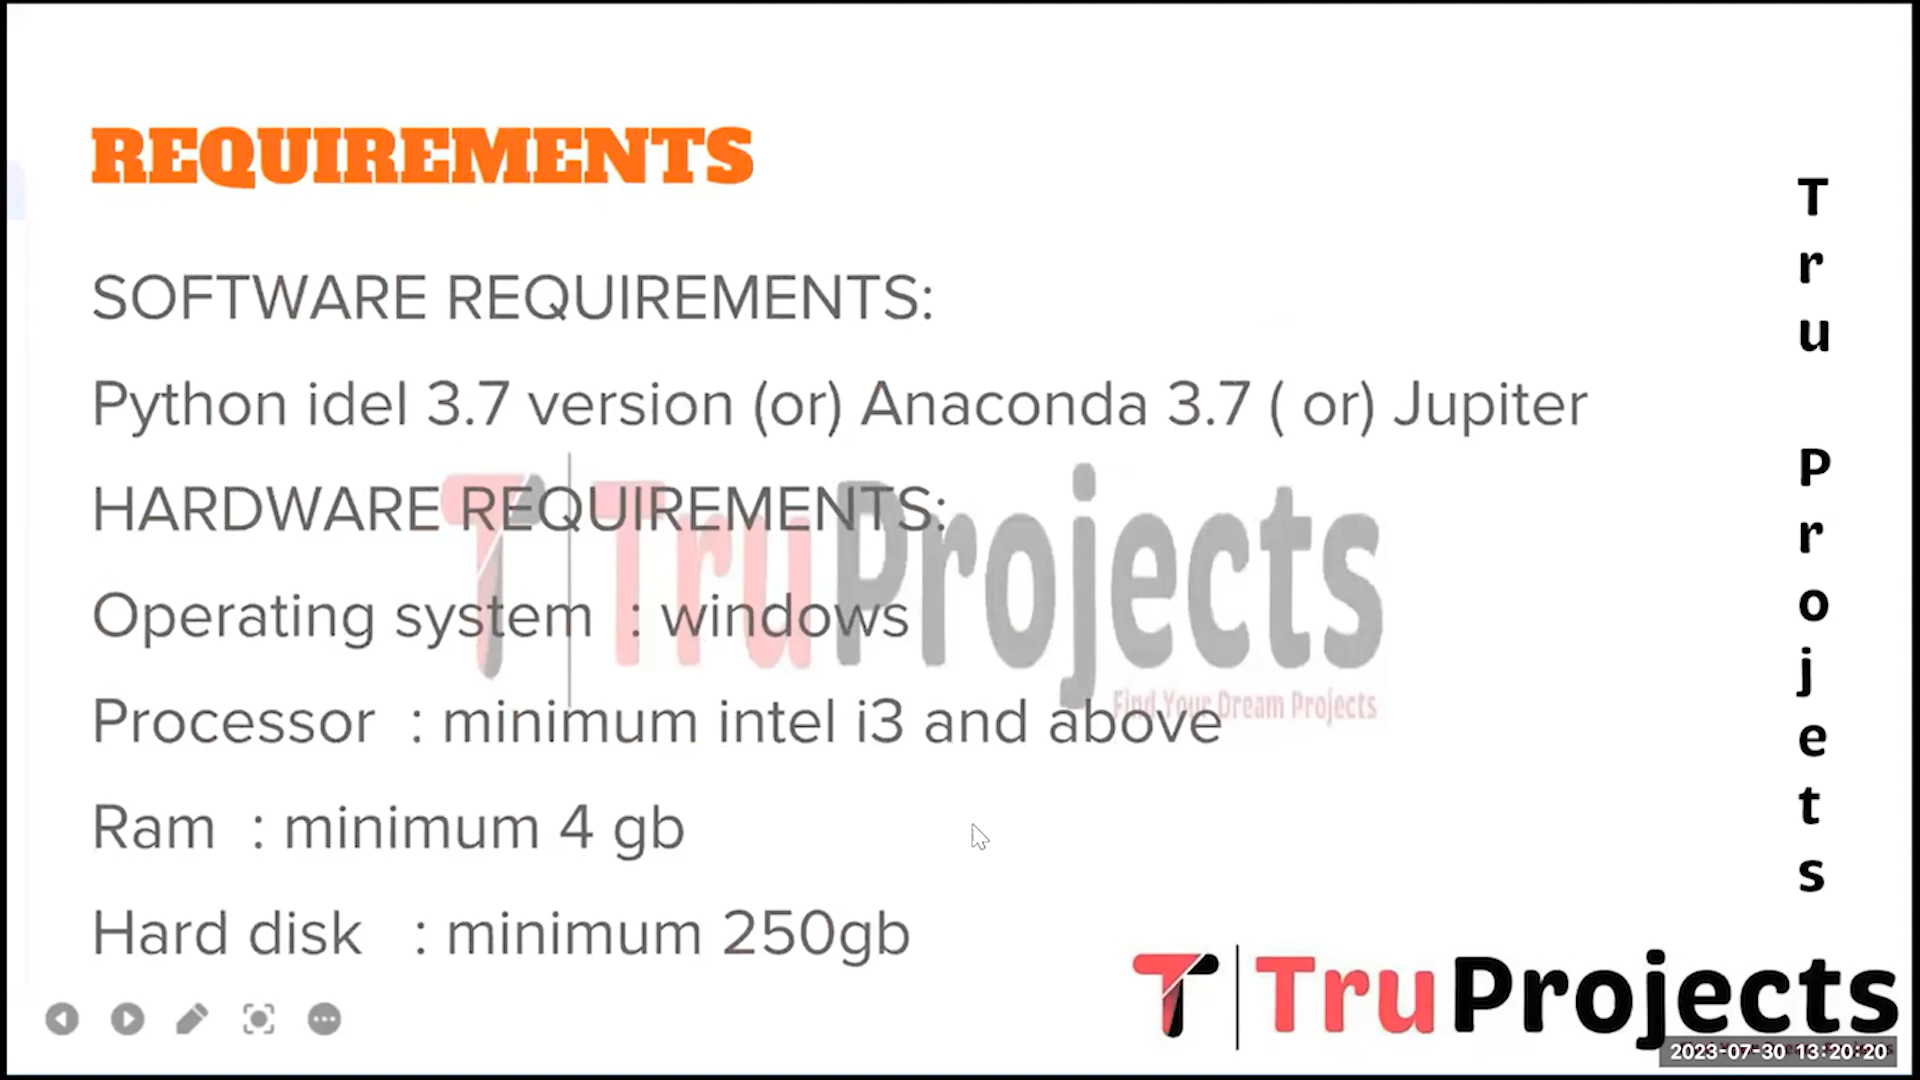 REQUIREMENTS
SOFTWARE REQUIREMENTS:
Python idel 3.7 version (or) Anaconda 3.7 ( or) Jupiter
HARDWARE REQUIREMENTS:
Operating system : windows
Processor : minimum intel i3 and above
Ram : minimum 4 gb
Hard disk : minimum 250gb
TruProjects
Find Your Dream Projects
Tru Projets
TruProjects
2023-07-30 13:20:20